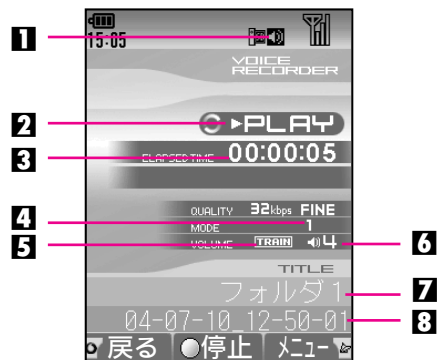 15:05
1
VOICE
RECORDER
2
PLAY
3
ELAPSED TIME 00:00:05
4
QUALITY 32kbps FINE
MODE 1
5
VOLUME TRAIN 4
6
TITLE
フォルダ1
7
04-07-10_12-50-01
8
戻る 停止 メニュー